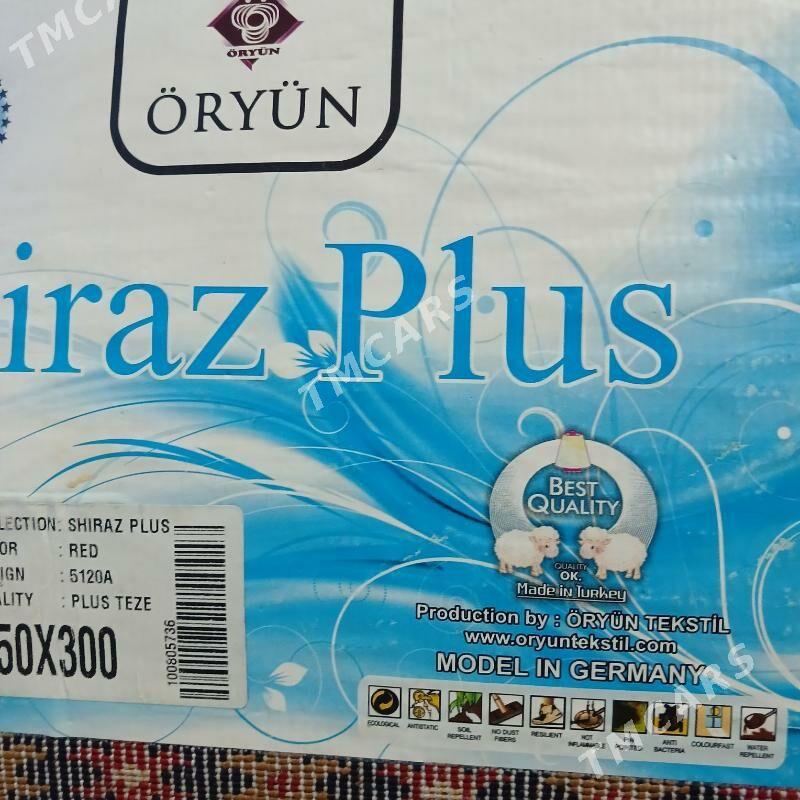 ÖRYÜN
ÖRYÜN
iraz Plus
BEST
QUALITY
QUALITY
OK.
Made in Turkey
LECTION: SHIRAZ PLUS
OR : RED
IGN : 5120A
ALITY : PLUS TEZE
50X300
100805736
Production by : ÖRYÜN TEKSTİL
www.oryuntekstil.com
MODEL IN GERMANY
ECOLOGICAL
ANTISTATIC
SOIL
REPELLENT
NO DUST
FIBERS
RESILIENT
NOT
INFLAMMABLE
ANTI
BACTERIA
COLOURFAST
WATER
REPELLENT
TMCARS
TMCARS
TMCARS
TMCARS